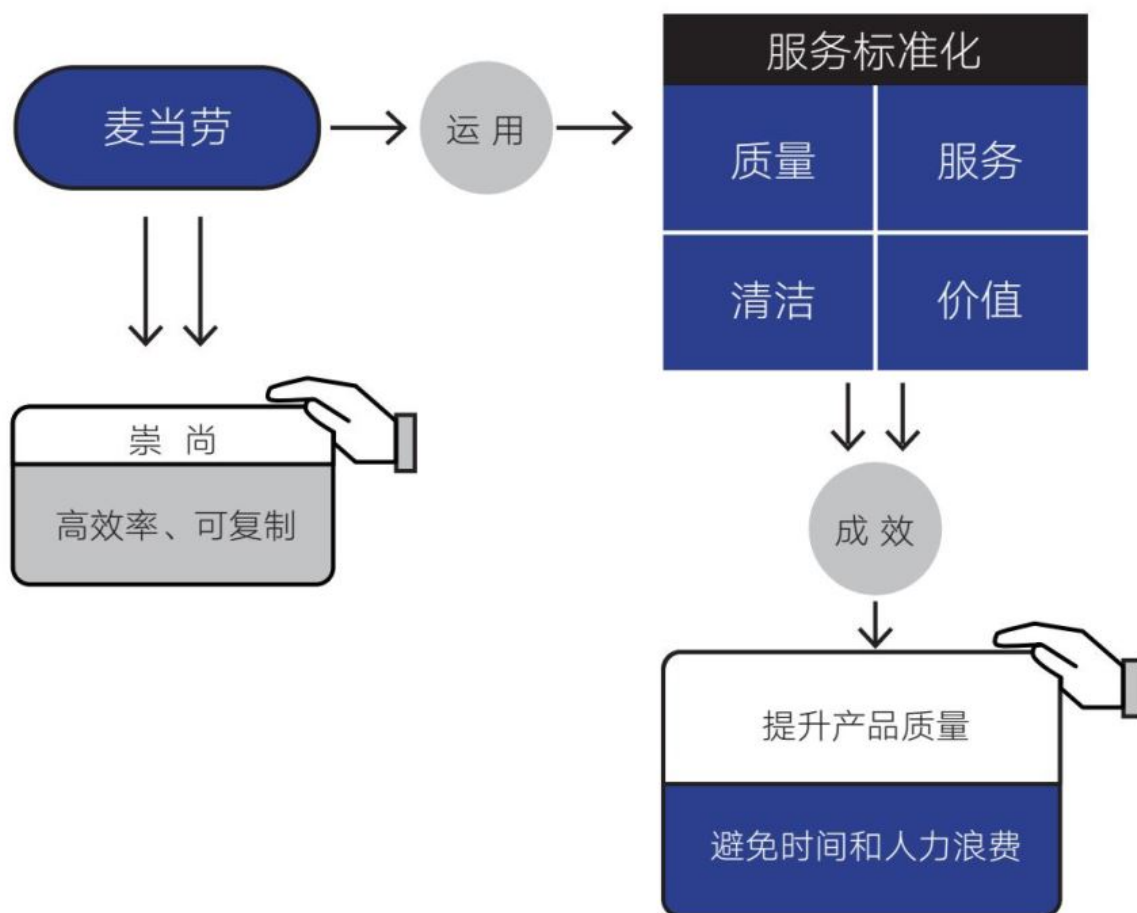 麦当劳
运用
服务标准化
质量
服务
清洁
价值
崇尚
高效率、可复制
成效
提升产品质量
避免时间和人力浪费